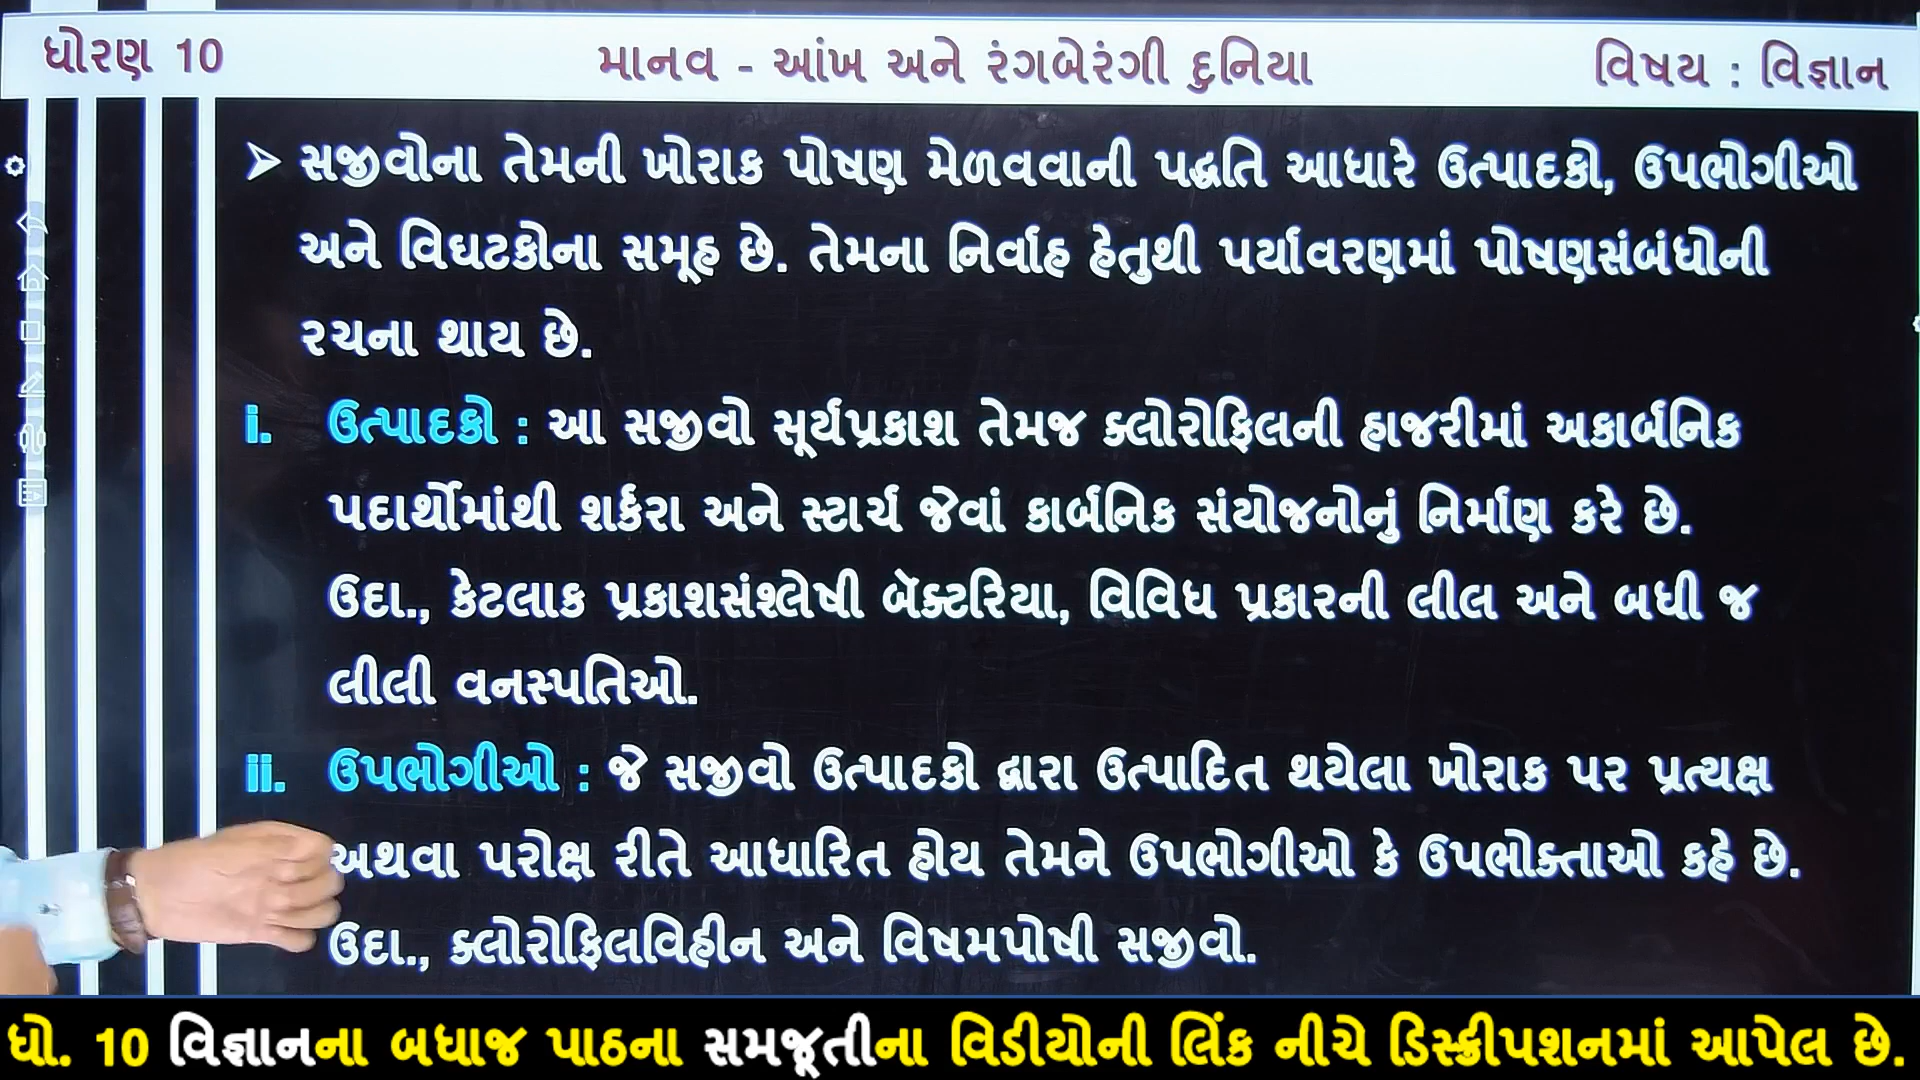 ધોરણ 10 માનવ - આંખ અને રંગબેરંગી દુનિયા વિષય : વિજ્ઞાન
➢ સજીવોના તેમની ખોરાક પોષણ મેળવવાની પદ્ધતિ આધારે ઉત્પાદકો, ઉપભોગીઓ
અને વિઘટકોના સમૂહ છે. તેમના નિર્વાહ હેતુથી પર્યાવરણમાં પોષણસંબંધોની
રચના થાય છે.
i. ઉત્પાદકો : આ સજીવો સૂર્યપ્રકાશ તેમજ ક્લોરોફિલની હાજરીમાં અકાર્બનિક
પદાર્થોમાંથી શર્કરા અને સ્ટાર્ચ જેવાં કાર્બનિક સંયોજનોનું નિર્માણ કરે છે.
ઉદા., કેટલાક પ્રકાશસંશ્લેષી બૅક્ટરિયા, વિવિધ પ્રકારની લીલ અને બધી જ
લીલી વનસ્પતિઓ.
ii. ઉપભોગીઓ : જે સજીવો ઉત્પાદકો દ્વારા ઉત્પાદિત થયેલા ખોરાક પર પ્રત્યક્ષ
અથવા પરોક્ષ રીતે આધારિત હોય તેમને ઉપભોગીઓ કે ઉપભોક્તાઓ કહે છે.
ઉદા., ક્લોરોફિલવિહીન અને વિષમપોષી સજીવો.
ધો. 10 વિજ્ઞાનના બધાજ પાઠના સમજૂતીના વિડીયોની લિંક નીચે ડિસ્ક્રીપશનમાં આપેલ છે.